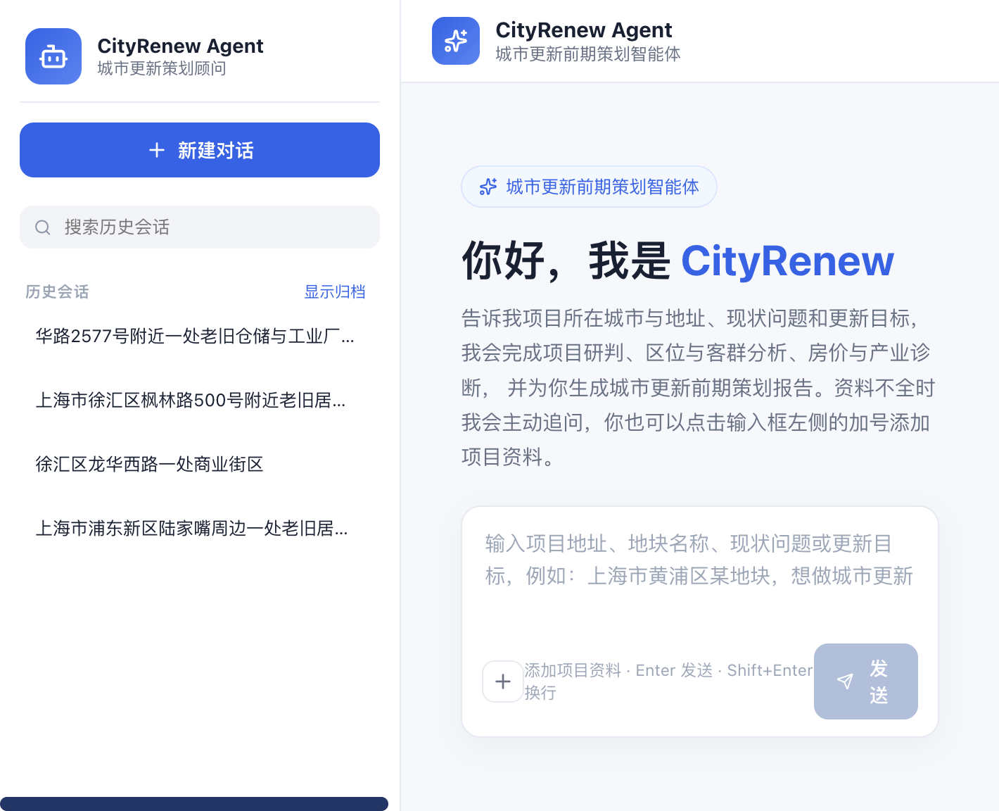 CityRenew Agent
城市更新策划顾问
新建对话
搜索历史会话
历史会话
显示归档
华路2577号附近一处老旧仓储与工业厂...
上海市徐汇区枫林路500号附近老旧居...
徐汇区龙华西路一处商业街区
上海市浦东新区陆家嘴周边一处老旧居...
CityRenew Agent
城市更新前期策划智能体
城市更新前期策划智能体
你好，我是 CityRenew
告诉我项目所在城市与地址、现状问题和更新目标，
我会完成项目研判、区位与客群分析、房价与产业诊
断， 并为你生成城市更新前期策划报告。资料不全时
我会主动追问，你也可以点击输入框左侧的加号添加
项目资料。
输入项目地址、地块名称、现状问题或更新目
标，例如：上海市黄浦区某地块，想做城市更新
添加项目资料 · Enter 发送 · Shift+Enter
换行
发
送